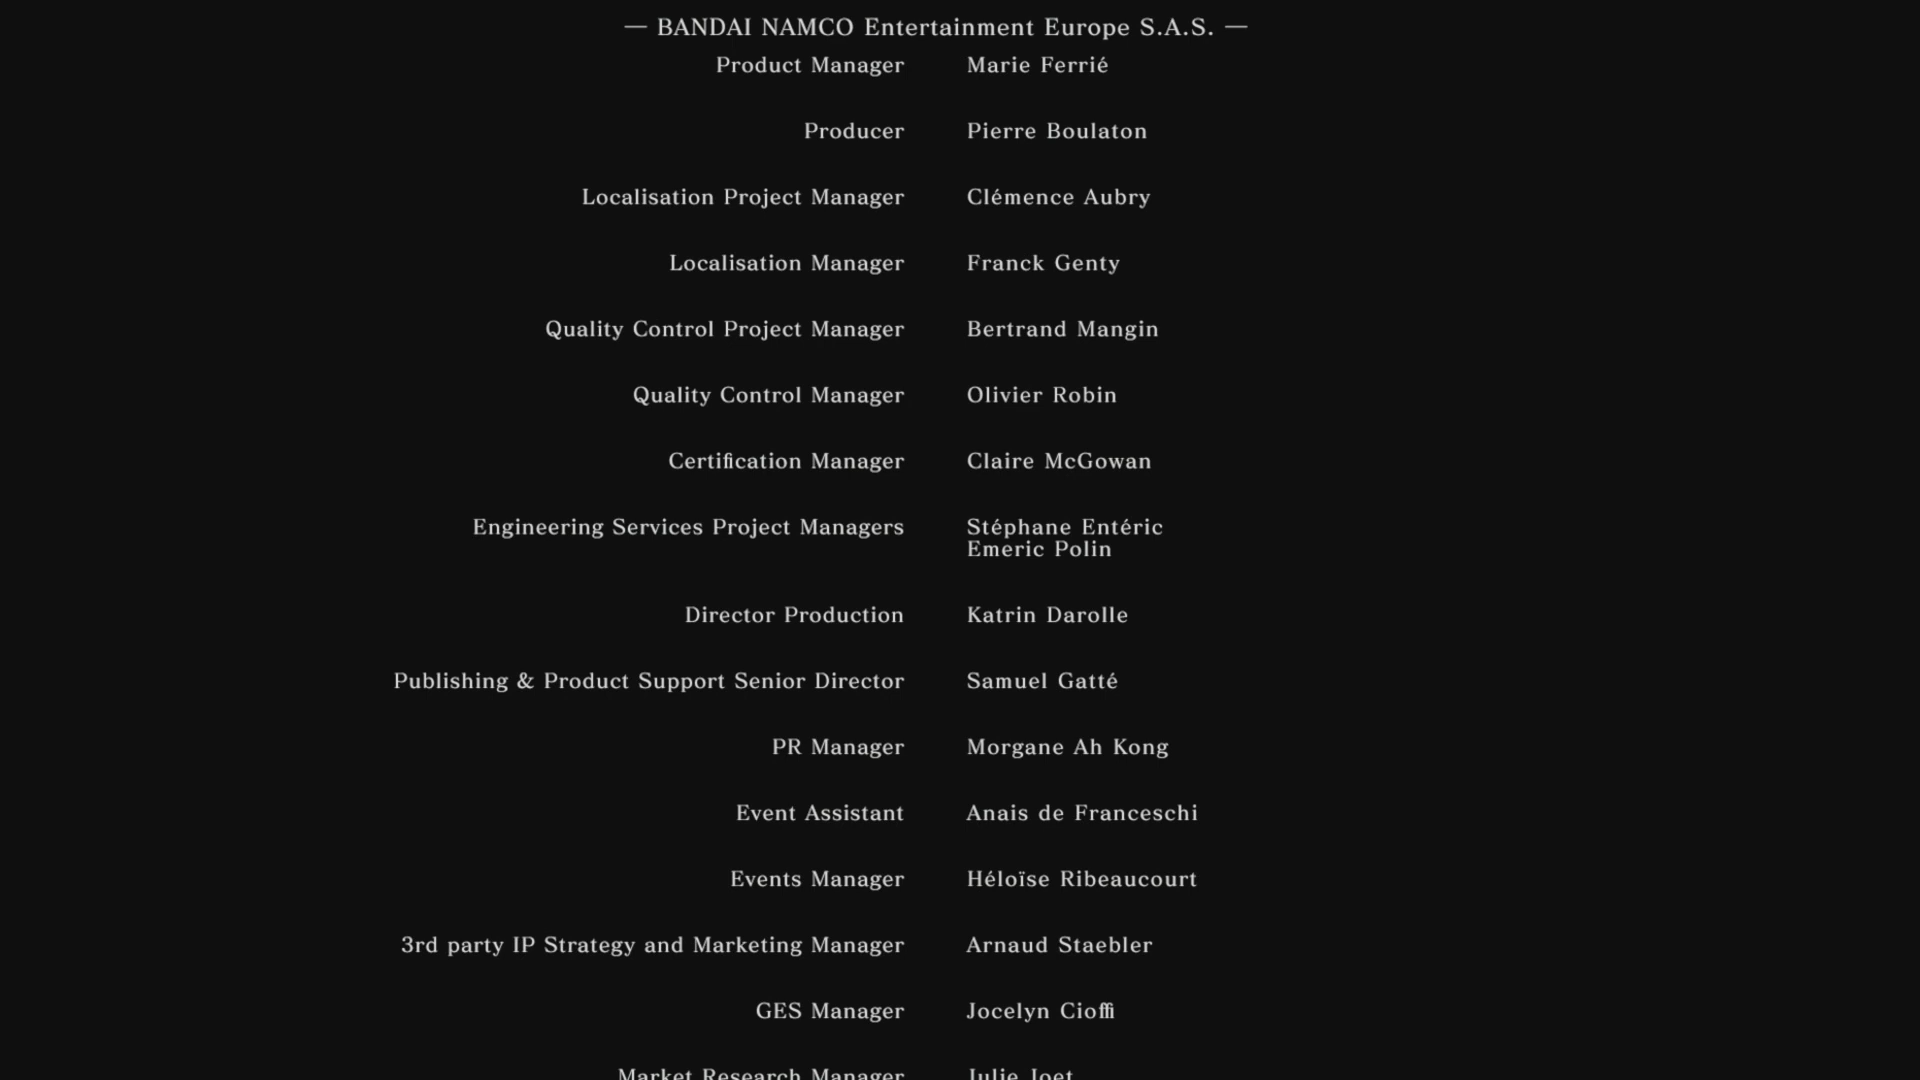 — BANDAI NAMCO Entertainment Europe S.A.S. —
Product Manager Marie Ferrié
Producer Pierre Boulaton
Localisation Project Manager Clémence Aubry
Localisation Manager Franck Genty
Quality Control Project Manager Bertrand Mangin
Quality Control Manager Olivier Robin
Certification Manager Claire McGowan
Engineering Services Project Managers Stéphane Entéric
Emeric Polin
Director Production Katrin Darolle
Publishing & Product Support Senior Director Samuel Gatté
PR Manager Morgane Ah Kong
Event Assistant Anais de Franceschi
Events Manager Héloïse Ribeaucourt
3rd party IP Strategy and Marketing Manager Arnaud Staebler
GES Manager Jocelyn Cioffi
Market Research Manager Julie Joet